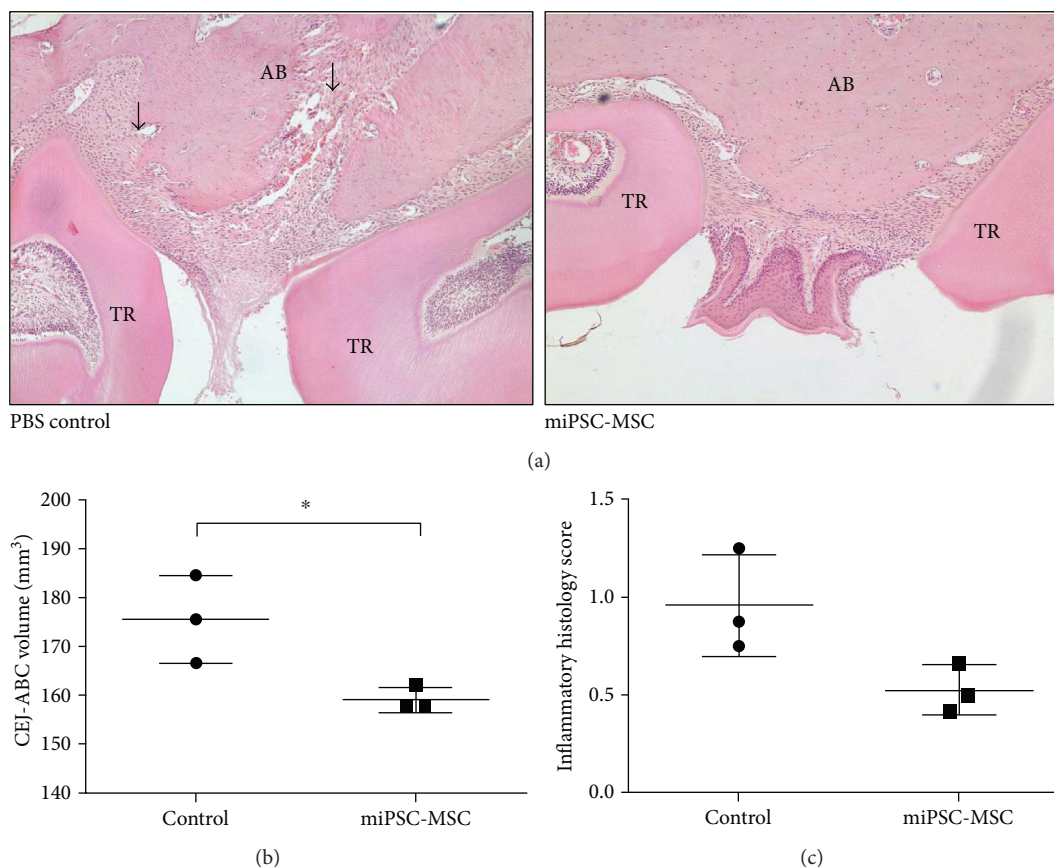 AB
TR
TR
PBS control
AB
TR
TR
miPSC-MSC
(a)
CEJ-ABC volume (mm³)
200
190
180
170
160
150
140
*
Control
miPSC-MSC
(b)
Inflammatory histology score
1.5
1.0
0.5
0.0
Control
miPSC-MSC
(c)